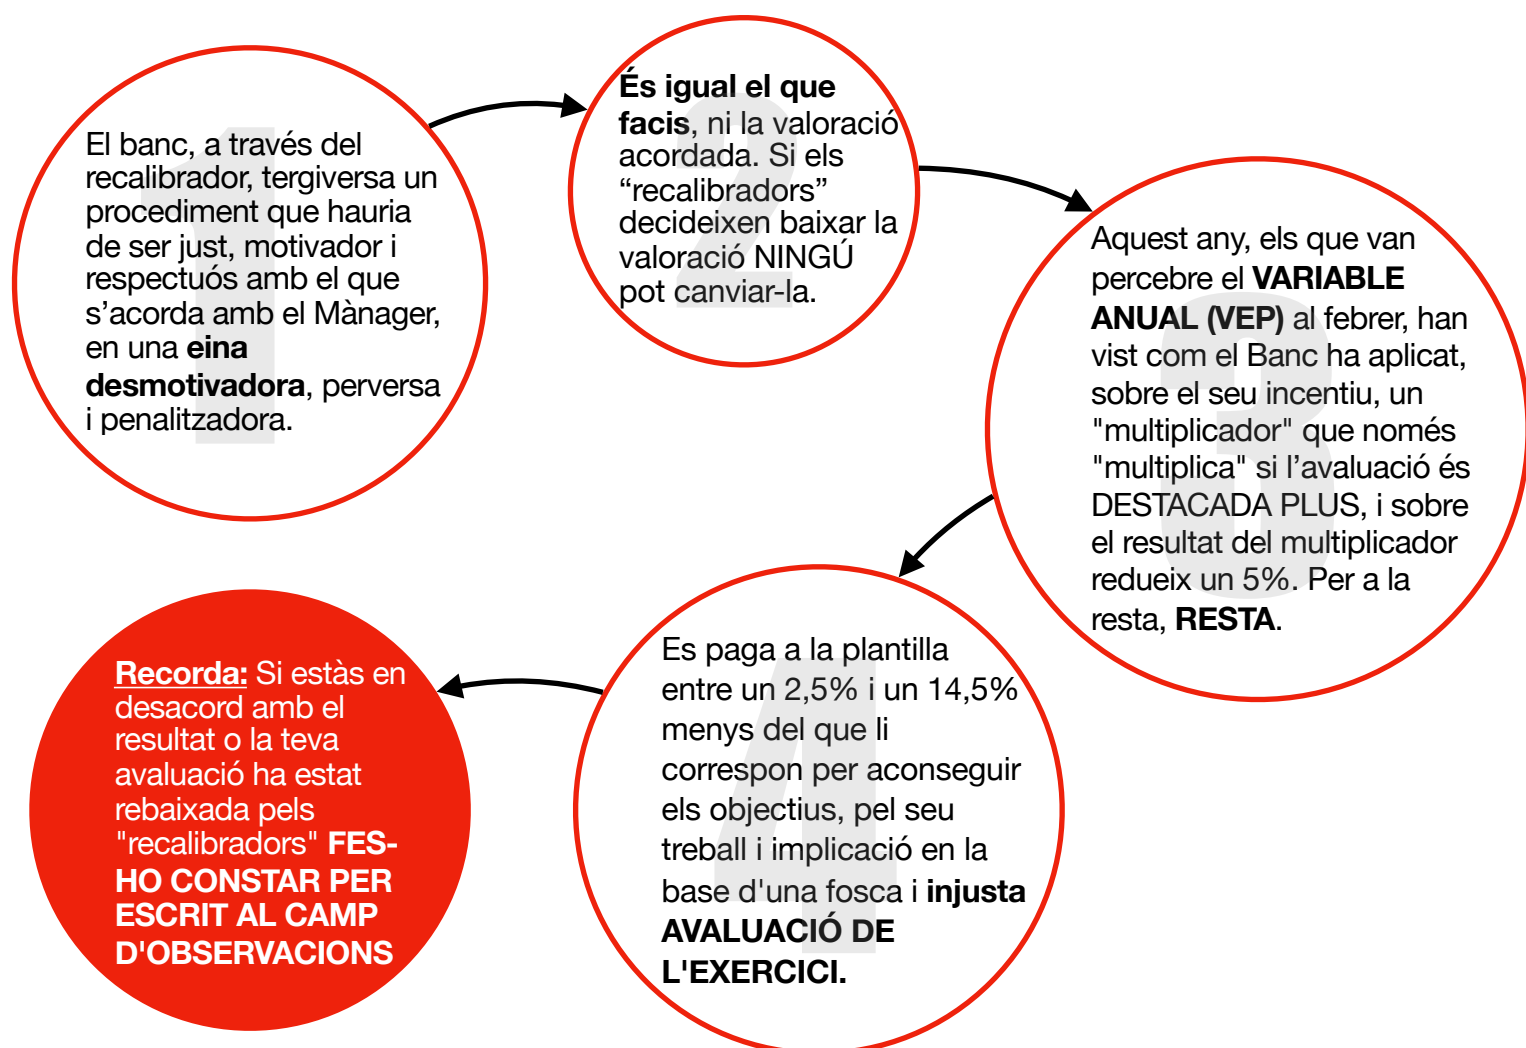 1
El banc, a través del
recalibrador, tergiversa un
procediment que hauria
de ser just, motivador i
respectuós amb el que
s’acorda amb el Mànager,
en una eina
desmotivadora, perversa
i penalitzadora.
2
És igual el que
facis, ni la valoració
acordada. Si els
“recalibradors”
decideixen baixar la
valoració NINGÚ
pot canviar-la.
3
Aquest any, els que van
percebre el VARIABLE
ANUAL (VEP) al febrer, han
vist com el Banc ha aplicat,
sobre el seu incentiu, un
"multiplicador" que només
"multiplica" si l’avaluació és
DESTACADA PLUS, i sobre
el resultat del multiplicador
redueix un 5%. Per a la
resta, RESTA.
4
Es paga a la plantilla
entre un 2,5% i un 14,5%
menys del que li
correspon per aconseguir
els objectius, pel seu
treball i implicació en la
base d'una fosca i injusta
AVALUACIÓ DE
L'EXERCICI.
Recorda: Si estàs en
desacord amb el
resultat o la teva
avaluació ha estat
rebaixada pels
"recalibradors" FES-
HO CONSTAR PER
ESCRIT AL CAMP
D'OBSERVACIONS